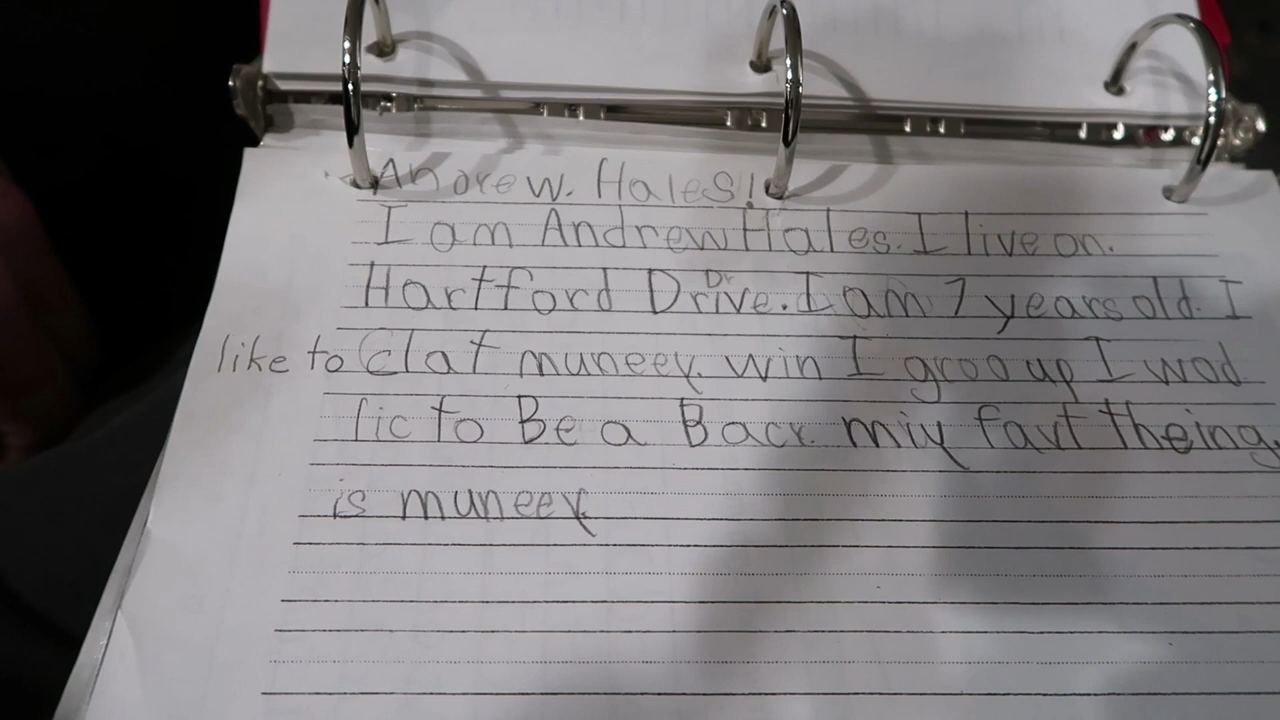 Andrew. Hales!
I am Andrew Hales. I live on.
Hartford Drive. I am 7 years old. I
like to Clat muneey. win I groo up I wod
lic to Be a Bacr. miy favt theing.
is muneey.